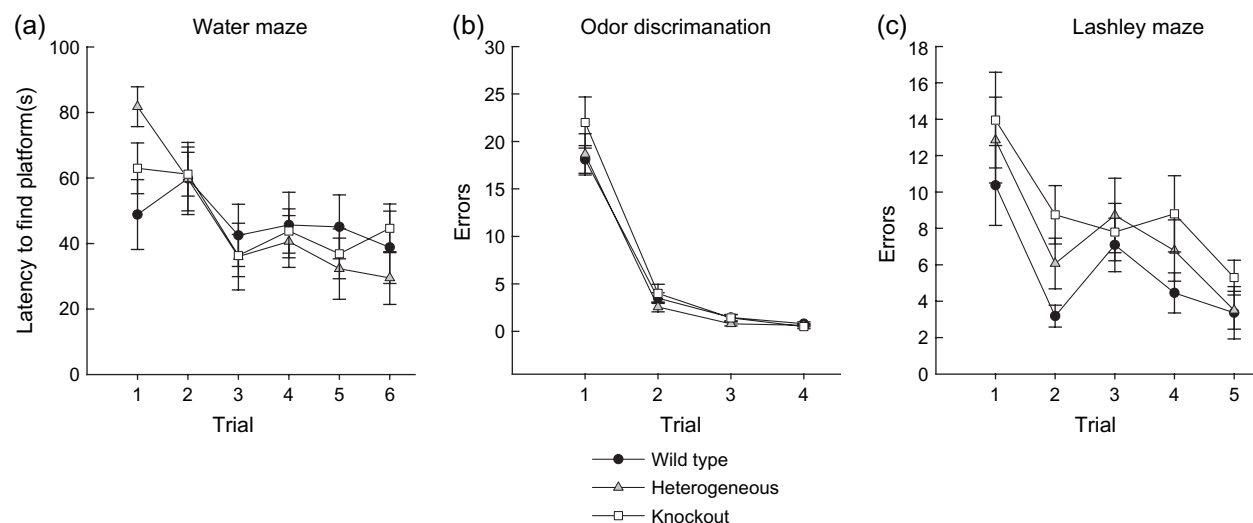 (a) Water maze
100
80
60
40
20
0
Latency to find platform(s)
1 2 3 4 5 6
Trial
(b) Odor discrimanation
30
25
20
15
10
5
0
Errors
1 2 3 4
Trial
(c) Lashley maze
18
16
14
12
10
8
6
4
2
0
Errors
1 2 3 4 5
Trial
Wild type
Heterogeneous
Knockout